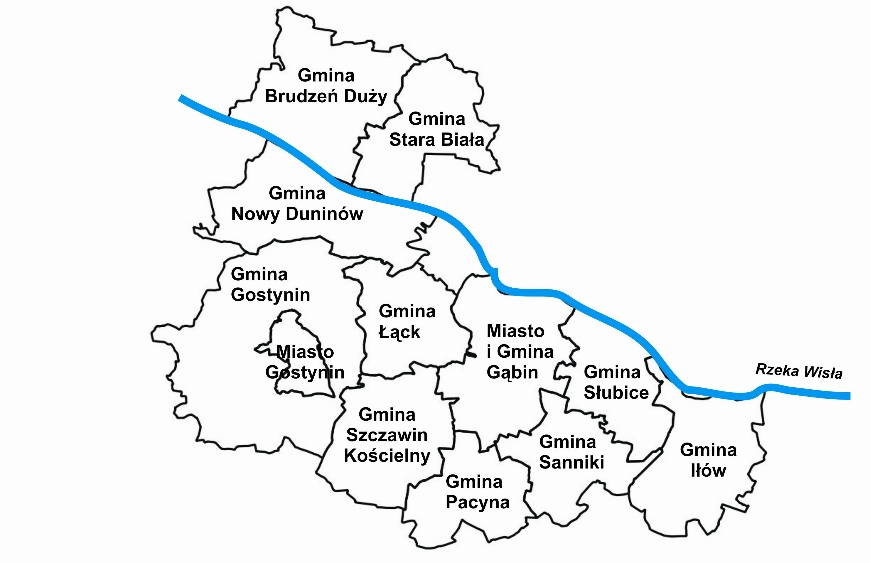 Gmina
Brudzeń Duży
Gmina
Stara Biała
Gmina
Nowy Duninów
Gmina
Gostynin
Gmina
Łąck
Miasto
i Gmina
Gąbin
Miasto
Gostynin
Gmina
Słubice
Rzeka Wisła
Gmina
Szczawin
Kościelny
Gmina
Sanniki
Gmina
Iłów
Gmina
Pacyna